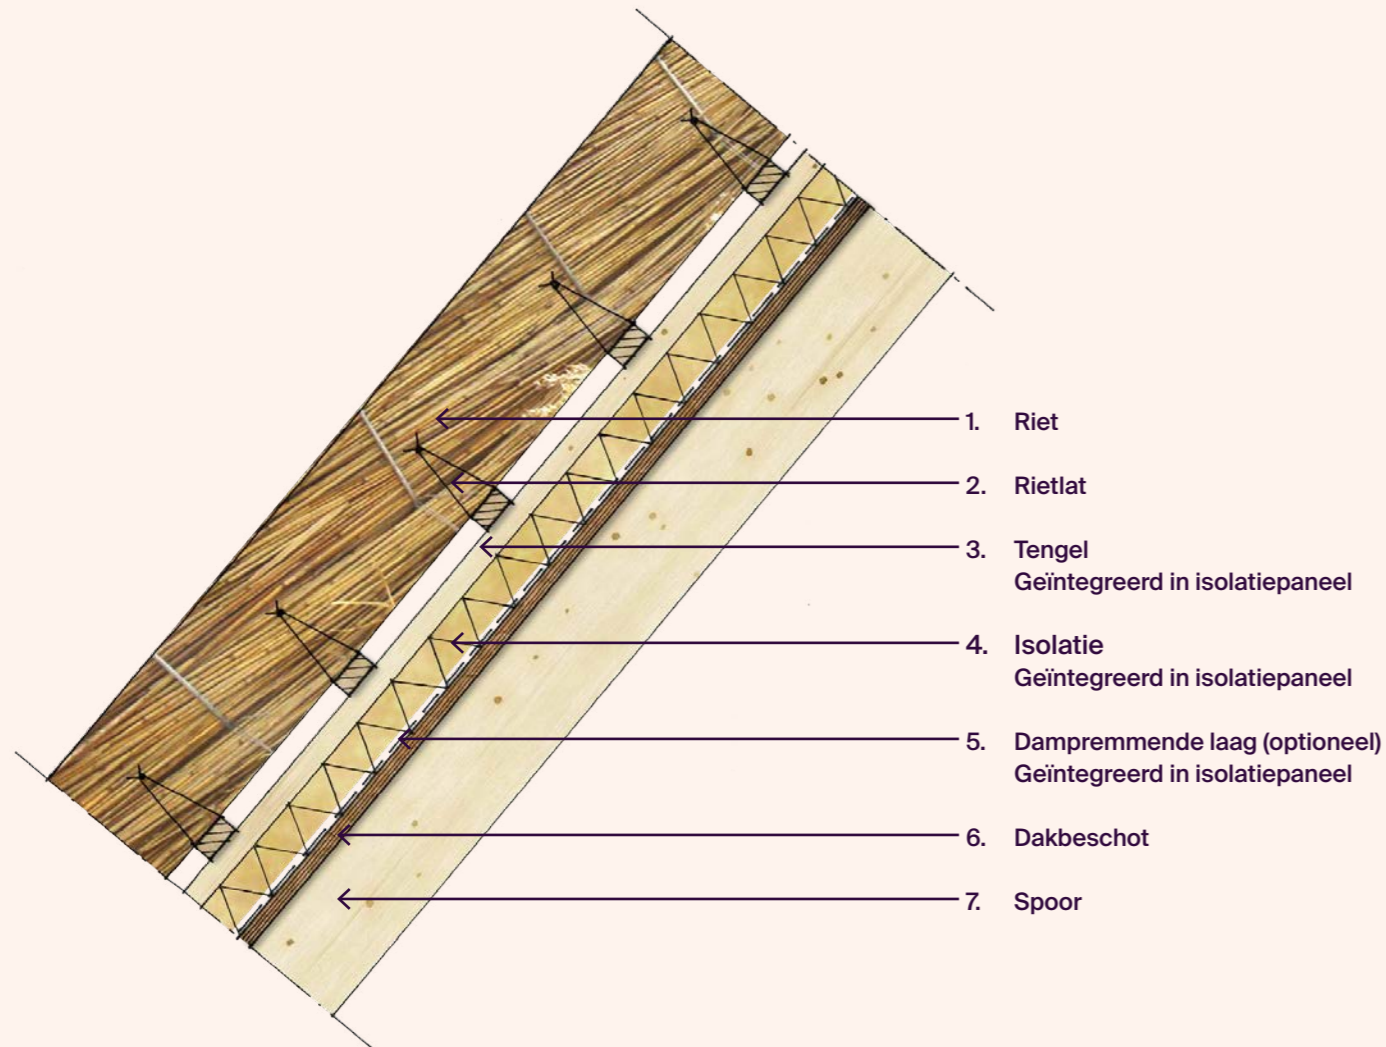 1. Riet
2. Rietlat
3. Tengel
Geïntegreerd in isolatiepaneel
4. Isolatie
Geïntegreerd in isolatiepaneel
5. Dampremmende laag (optioneel)
Geïntegreerd in isolatiepaneel
6. Dakbeschot
7. Spoor